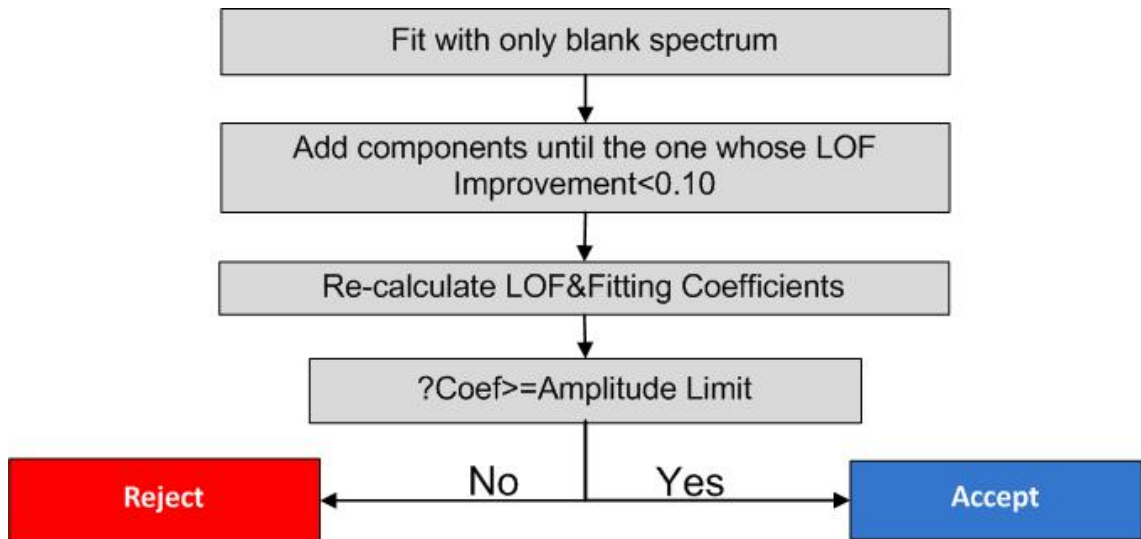 Fit with only blank spectrum
Add components until the one whose LOF
Improvement<0.10
Re-calculate LOF&Fitting Coefficients
?Coef>=Amplitude Limit
No
Yes
Reject
Accept